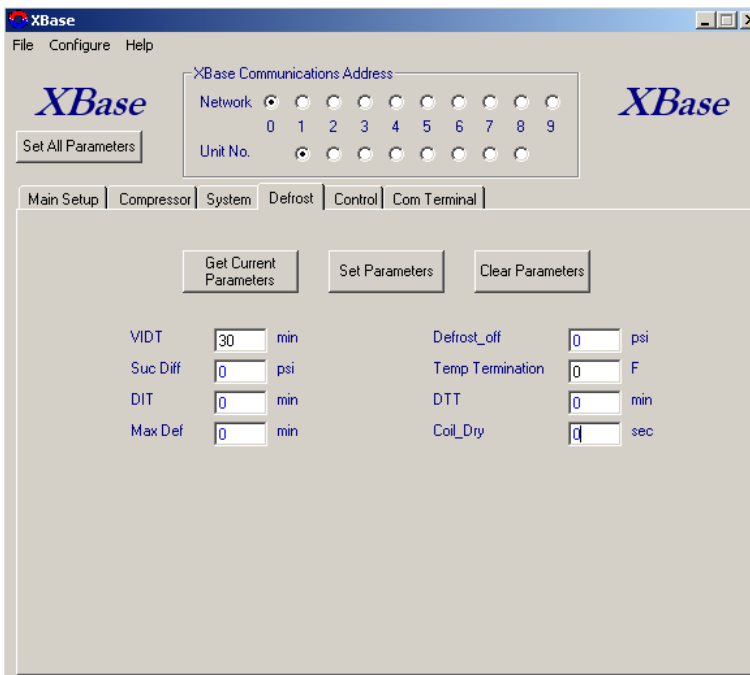 XBase
File Configure Help
XBase Communications Address
XBase
Network
XBase
0 1 2 3 4 5 6 7 8 9
Set All Parameters
Unit No.
Main Setup Compressor System Defrost Control Com Terminal
Get Current
Parameters
Set Parameters
Clear Parameters
VIDT 30 min Defrost_off 0 psi
Suc Diff 0 psi Temp Termination 0 F
DIT 0 min DTT 0 min
Max Def 0 min Coil_Dry 0 sec